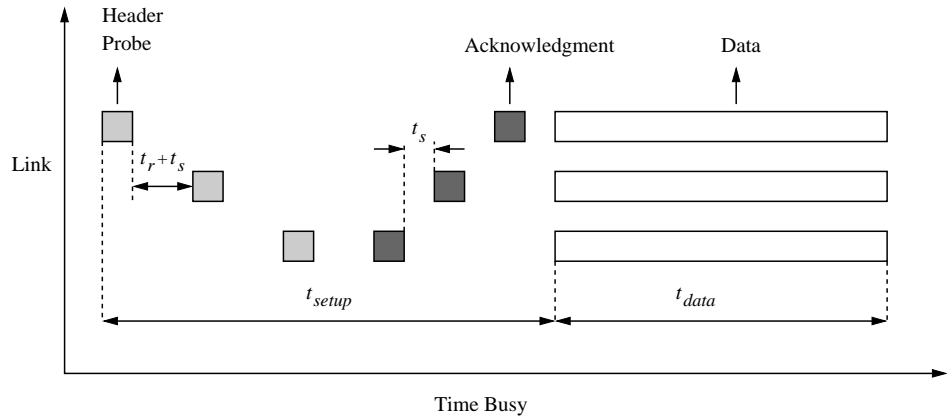 Header
Probe
Acknowledgment
Data
t_s
t_r + t_s
Link
t_setup
t_data
Time Busy